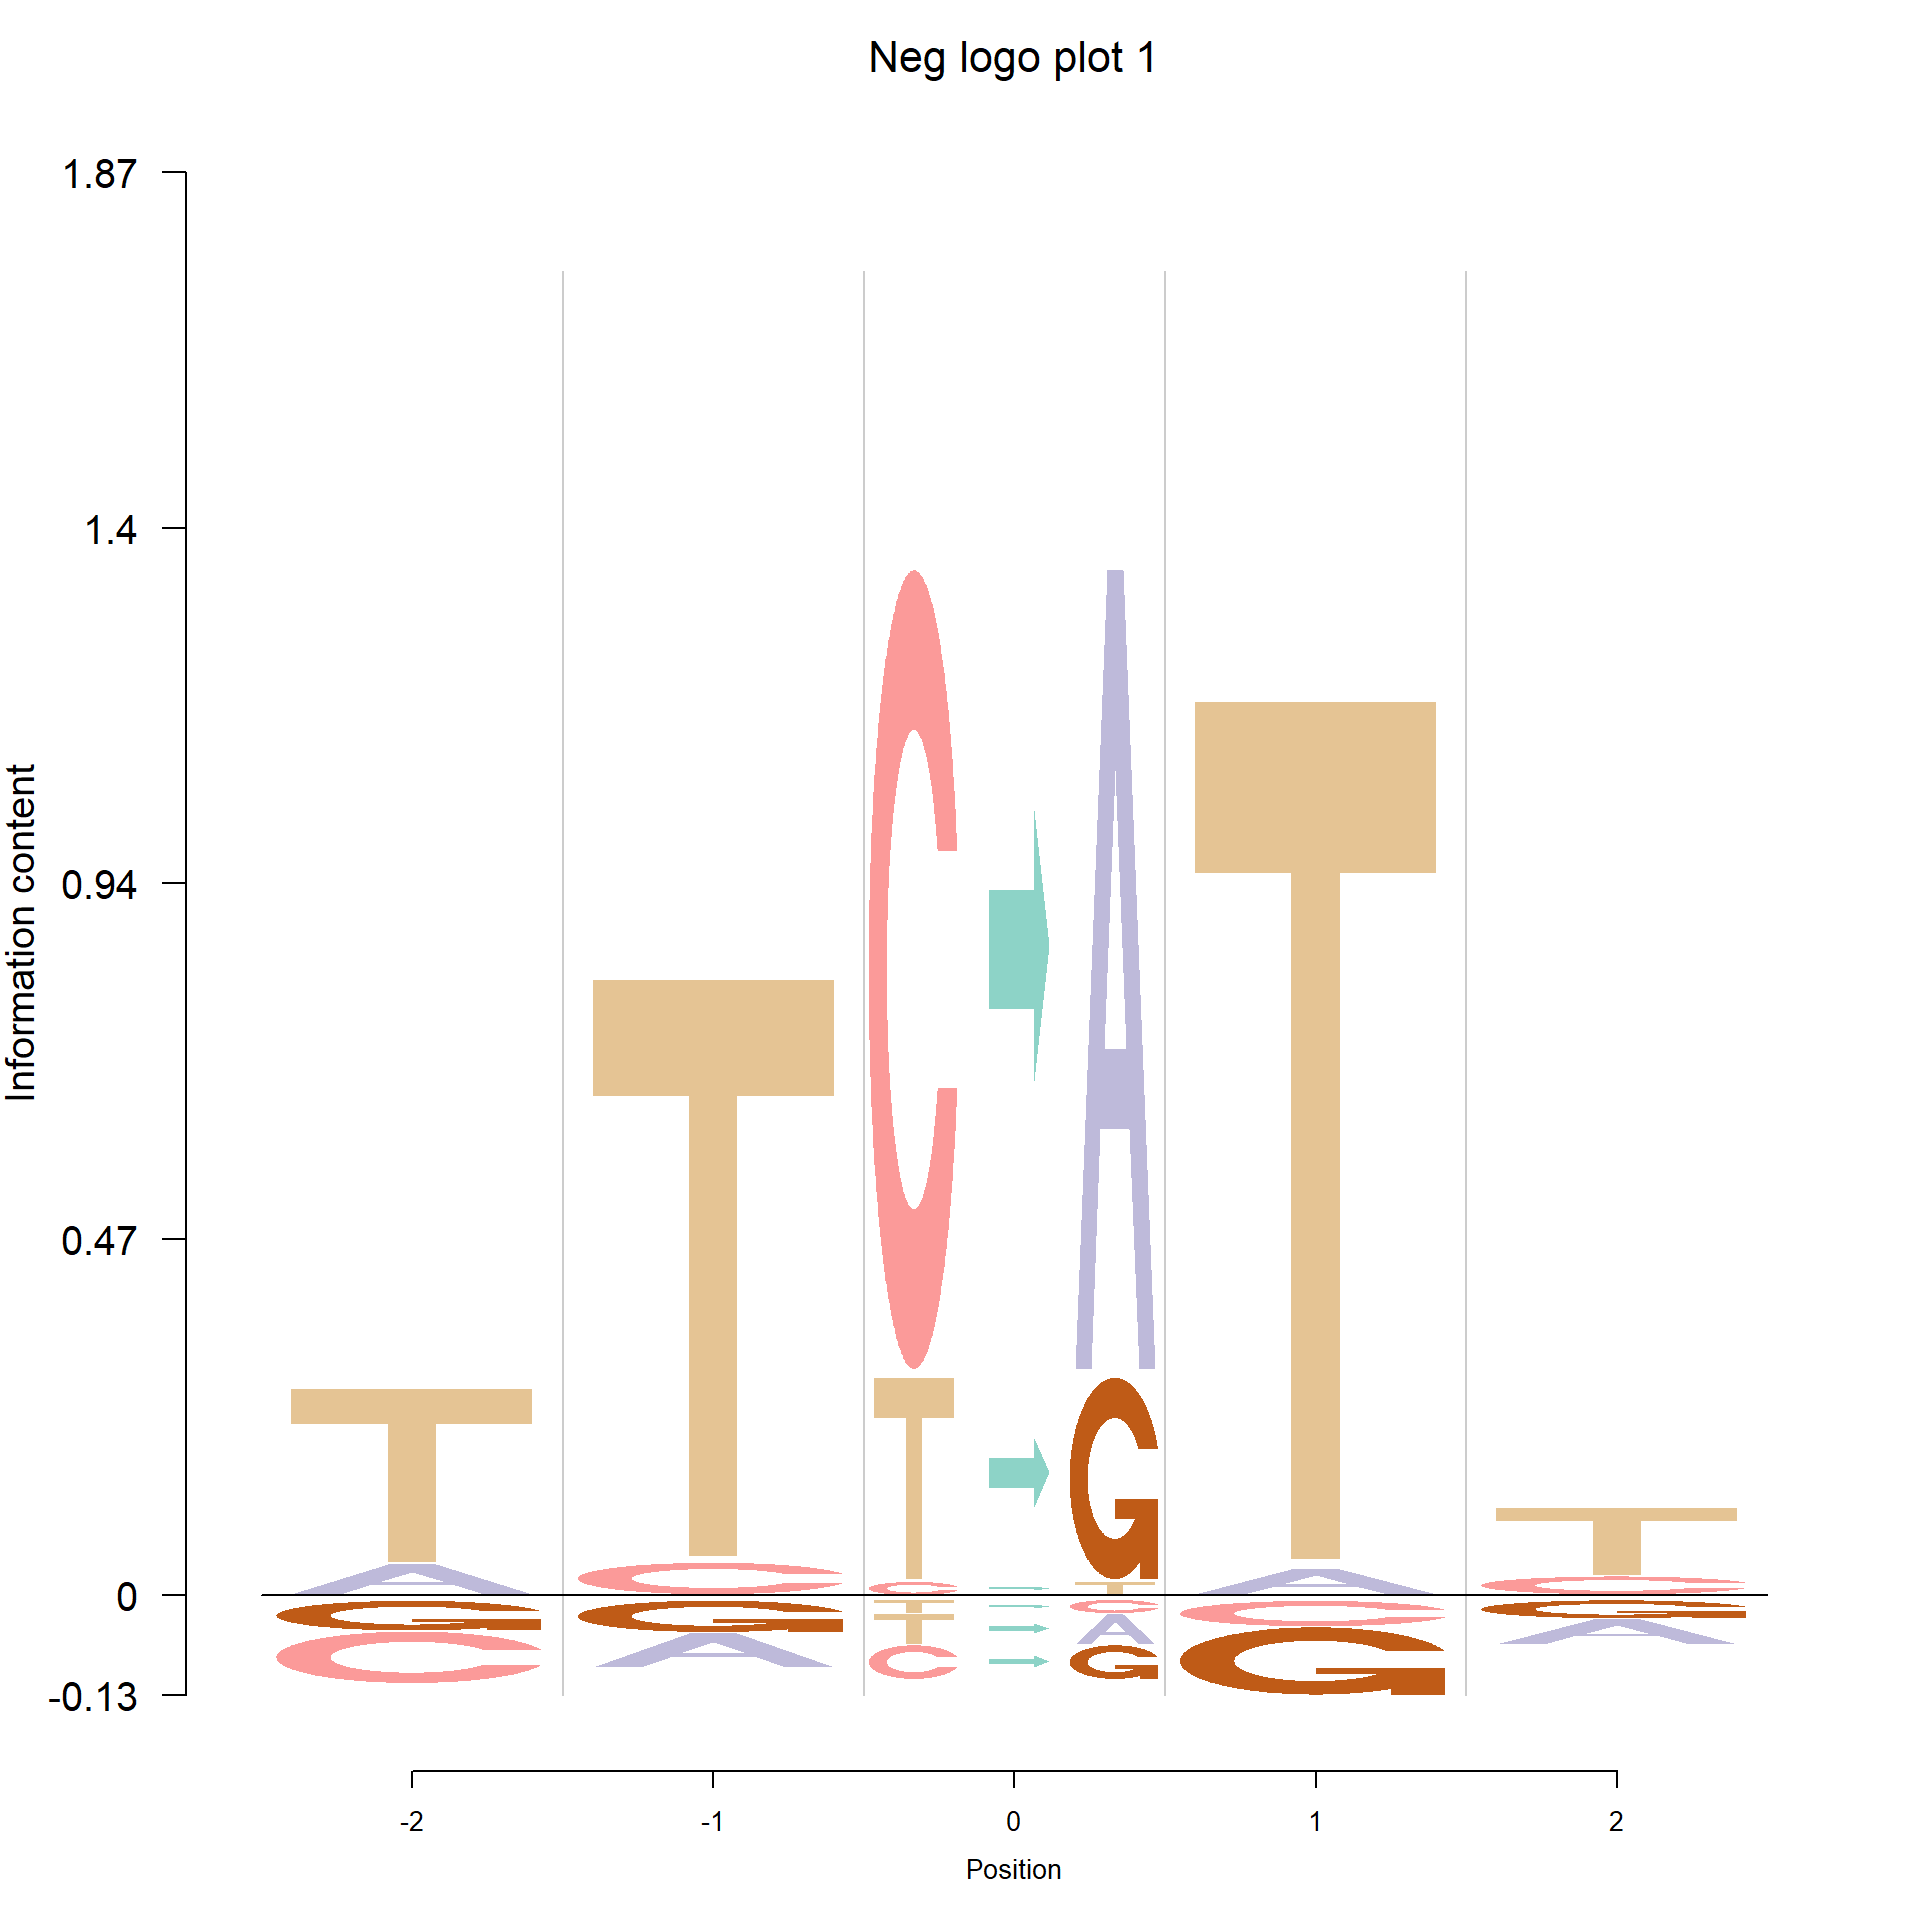 Neg logo plot 1
1.87
1.4
0.94
0.47
0
-0.13
Information content
T
A
G
C
T
C
G
A
C → A
T → G
C → T
T → C
T → A
C → G
T
A
C
G
T
C
G
A
-2 -1 0 1 2
Position